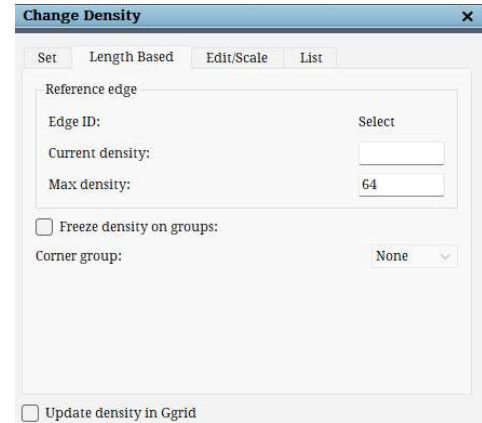 Change Density ×
Set Length Based Edit/Scale List
Reference edge
Edge ID: Select
Current density:
Max density: 64
Freeze density on groups:
Corner group: None
Update density in Ggrid